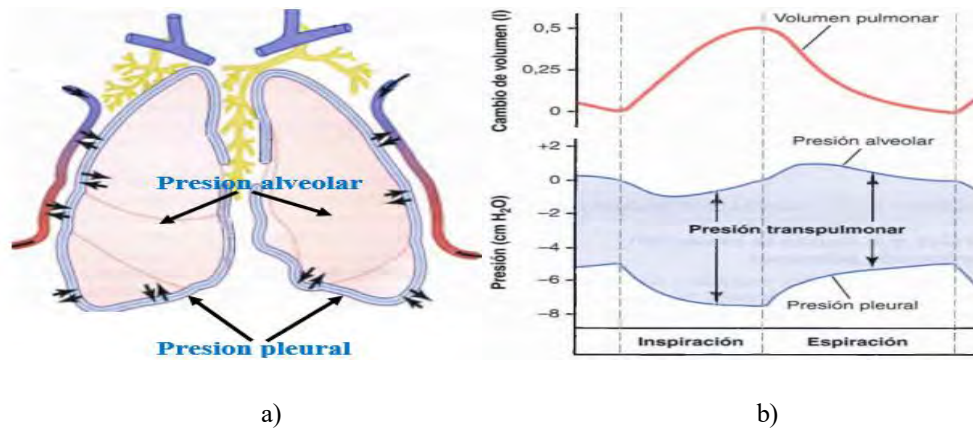 Presion alveolar
Presion pleural
a)
Cambio de volumen (l)
0,5
0,25
0
Volumen pulmonar
Presión (cm H₂O)
+2
0
−2
−4
−6
−8
Presión alveolar
Presión transpulmonar
Presión pleural
Inspiración
Espiración
b)